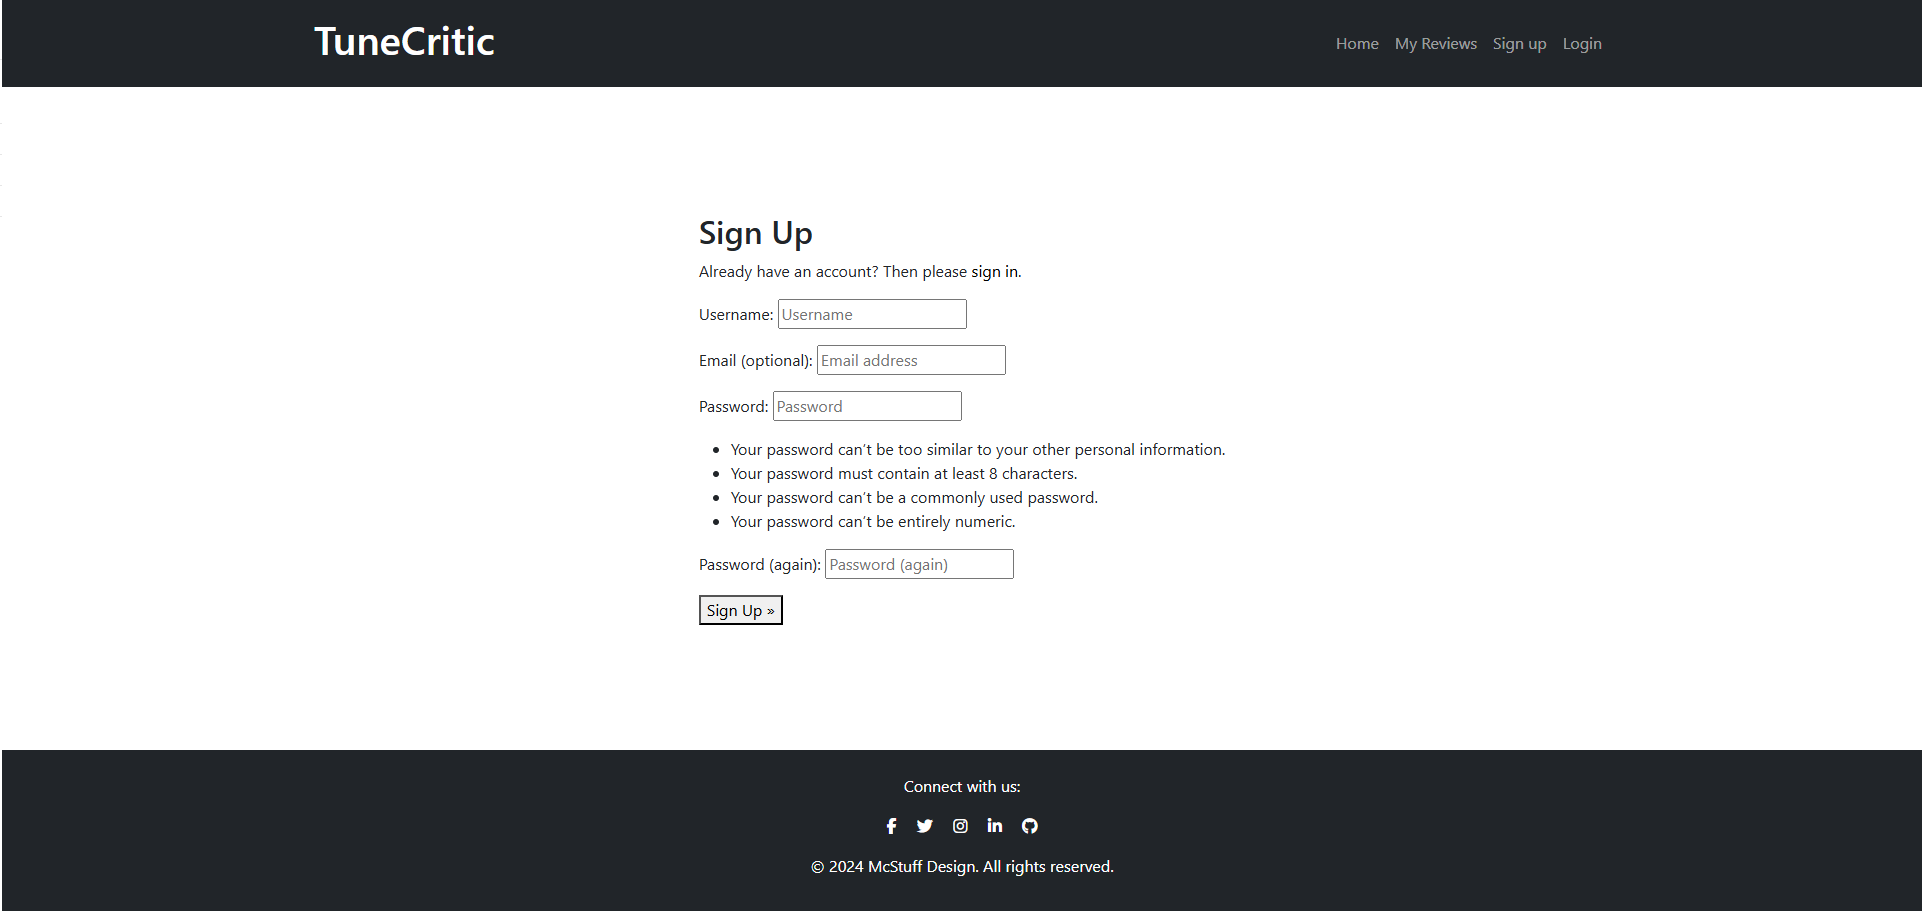 TuneCritic
Home My Reviews Sign up Login
Sign Up
Already have an account? Then please sign in.
Username: Username
Email (optional): Email address
Password: Password
• Your password can’t be too similar to your other personal information.
• Your password must contain at least 8 characters.
• Your password can’t be a commonly used password.
• Your password can’t be entirely numeric.
Password (again): Password (again)
Sign Up »
Connect with us:
© 2024 McStuff Design. All rights reserved.